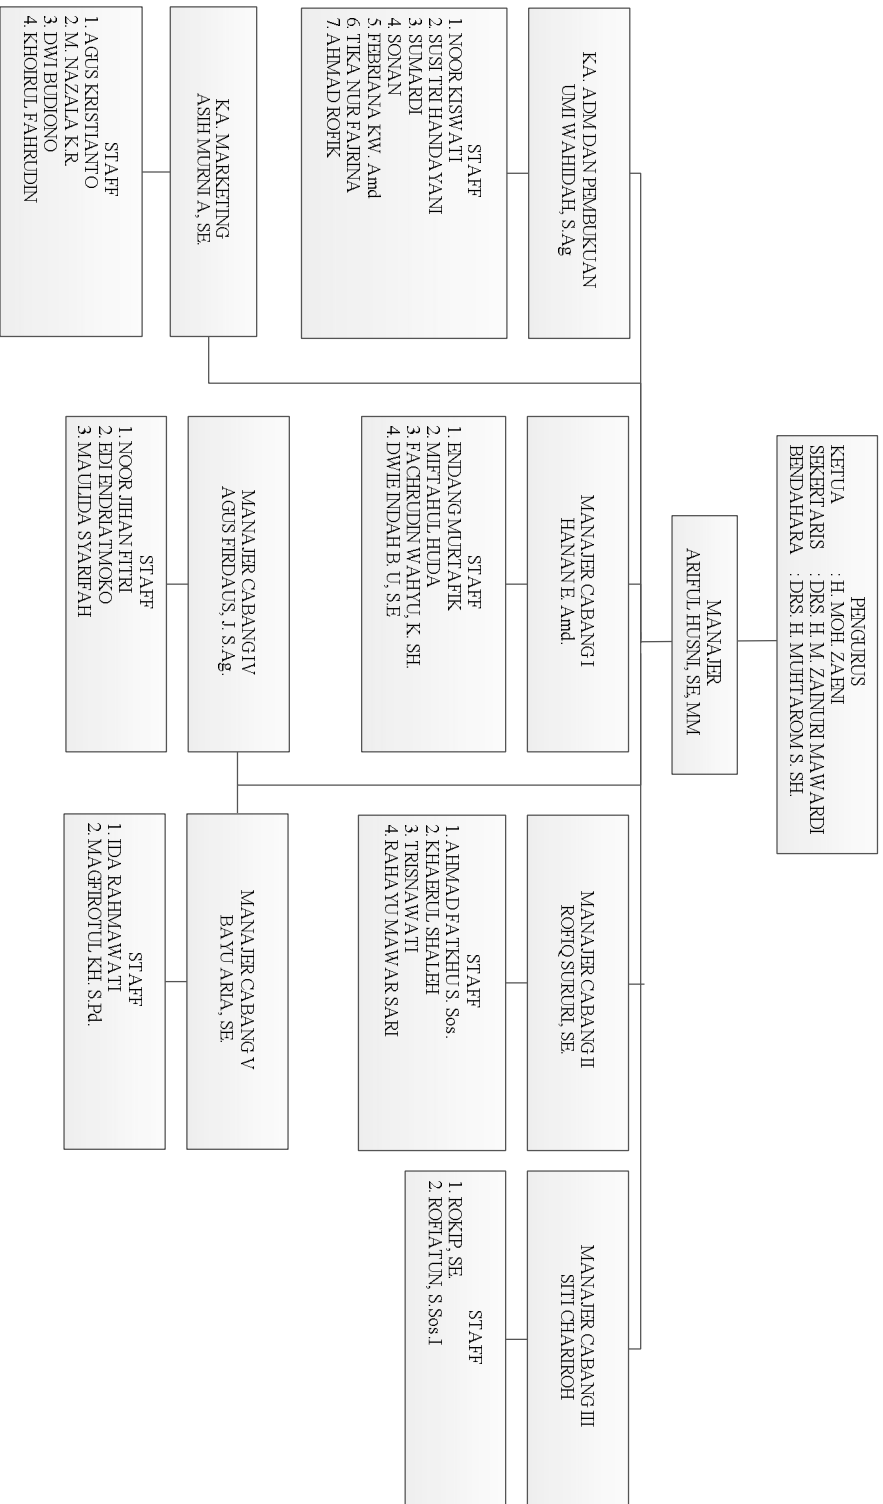 PENGURUS
KETUA : H. MOH. ZAENI
SEKERTARIS : DRS. H. M. ZAINURI MAWARDI
BENDAHARA : DRS. H. MUHTAROM S. SH.
MANAJER
ARIFUL HUSNI, SE, MM
KA. ADM DAN PEMBUKUAN
UMI WAHIDAH, S.Ag
STAFF
1. NOOR KISWATI
2. SUSI TRI HANDAYANI
3. SUMARDI
4. SONAN
5. FEBRIANA KW. Amd
6. TIKA NUR FAJRINA
7. AHMAD ROFIK
MANAJER CABANG I
HANAN E. Amd.
STAFF
1. ENDANG MURTAFIK
2. MIFTAHUL HUDA
3. FACHRUDIN WAHYU, K. SH.
4. DWIE INDAH B. U, S.E
MANAJER CABANG II
ROFIQ SURURI, SE.
STAFF
1. AHMAD FATKHU S. Sos.
2. KHAERUL SHALEH
3. TRISNAWATI
4. RAHAYU MAWAR SARI
MANAJER CABANG III
SITI CHARIROH
STAFF
1. ROKIP, SE.
2. ROFIATUN, S.Sos.I
KA. MARKETING
ASIH MURNI A, SE.
STAFF
1. AGUS KRISTIANTO
2. M. NAZALA K.R
3. DWI BUDIONO
4. KHOIRUL FAHRUDIN
MANAJER CABANG IV
AGUS FIRDAUS, J. S.Ag.
STAFF
1. NOOR JIHAN FITRI
2. EDI ENDRIATMOKO
3. MAULIDA SYARIFAH
MANAJER CABANG V
BAYU ARIA, SE.
STAFF
1. IDA RAHMAWATI
2. MAGFIROTUL KH. S.Pd.